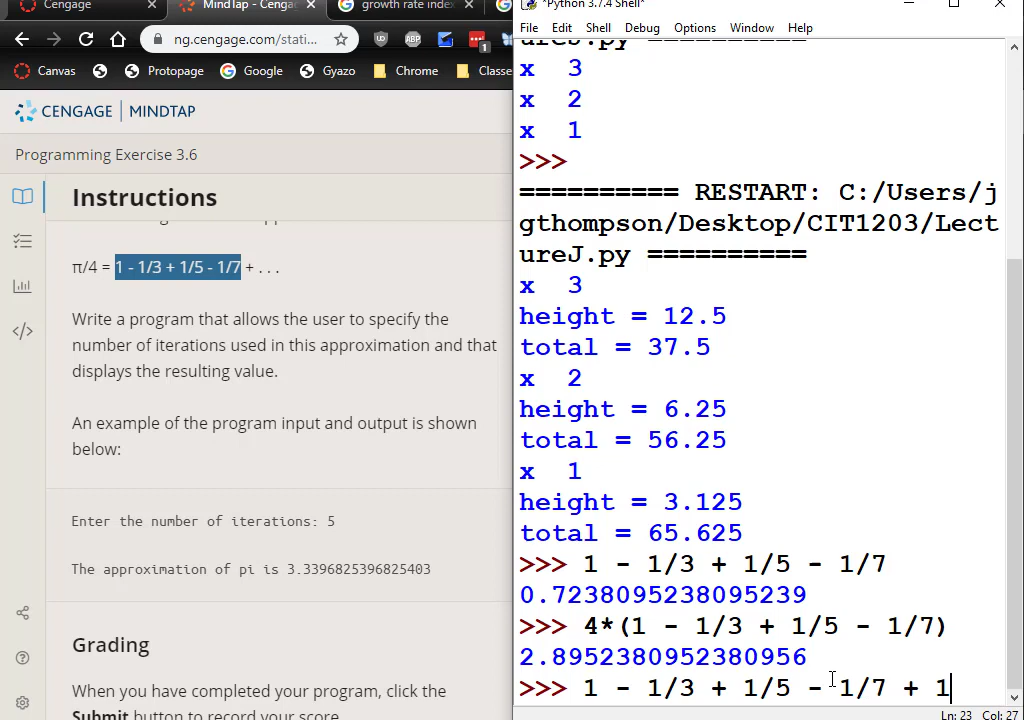 Cengage
MindTap - Cengag
growth rate index
ng.cengage.com/stati...
UD
ABP
1
Canvas
Protopage
Google
Gyazo
Chrome
Classe
CENGAGE | MINDTAP
Programming Exercise 3.6
Instructions
π/4 = 1 - 1/3 + 1/5 - 1/7 + . . .
Write a program that allows the user to specify the
number of iterations used in this approximation and that
displays the resulting value.
An example of the program input and output is shown
below:
Enter the number of iterations: 5
The approximation of pi is 3.3396825396825403
Grading
When you have completed your program, click the
Submit button to record your score.
*Python 3.7.4 Shell*
File Edit Shell Debug Options Window Help
ureJ.py ==========
x  3
x  2
x  1
>>>
========== RESTART: C:/Users/j
gthompson/Desktop/CIT1203/Lect
ureJ.py ==========
x  3
height = 12.5
total = 37.5
x  2
height = 6.25
total = 56.25
x  1
height = 3.125
total = 65.625
>>> 1 - 1/3 + 1/5 - 1/7
0.7238095238095239
>>> 4*(1 - 1/3 + 1/5 - 1/7)
2.8952380952380956
>>> 1 - 1/3 + 1/5 - 1/7 + 1
Ln: 23 Col: 27